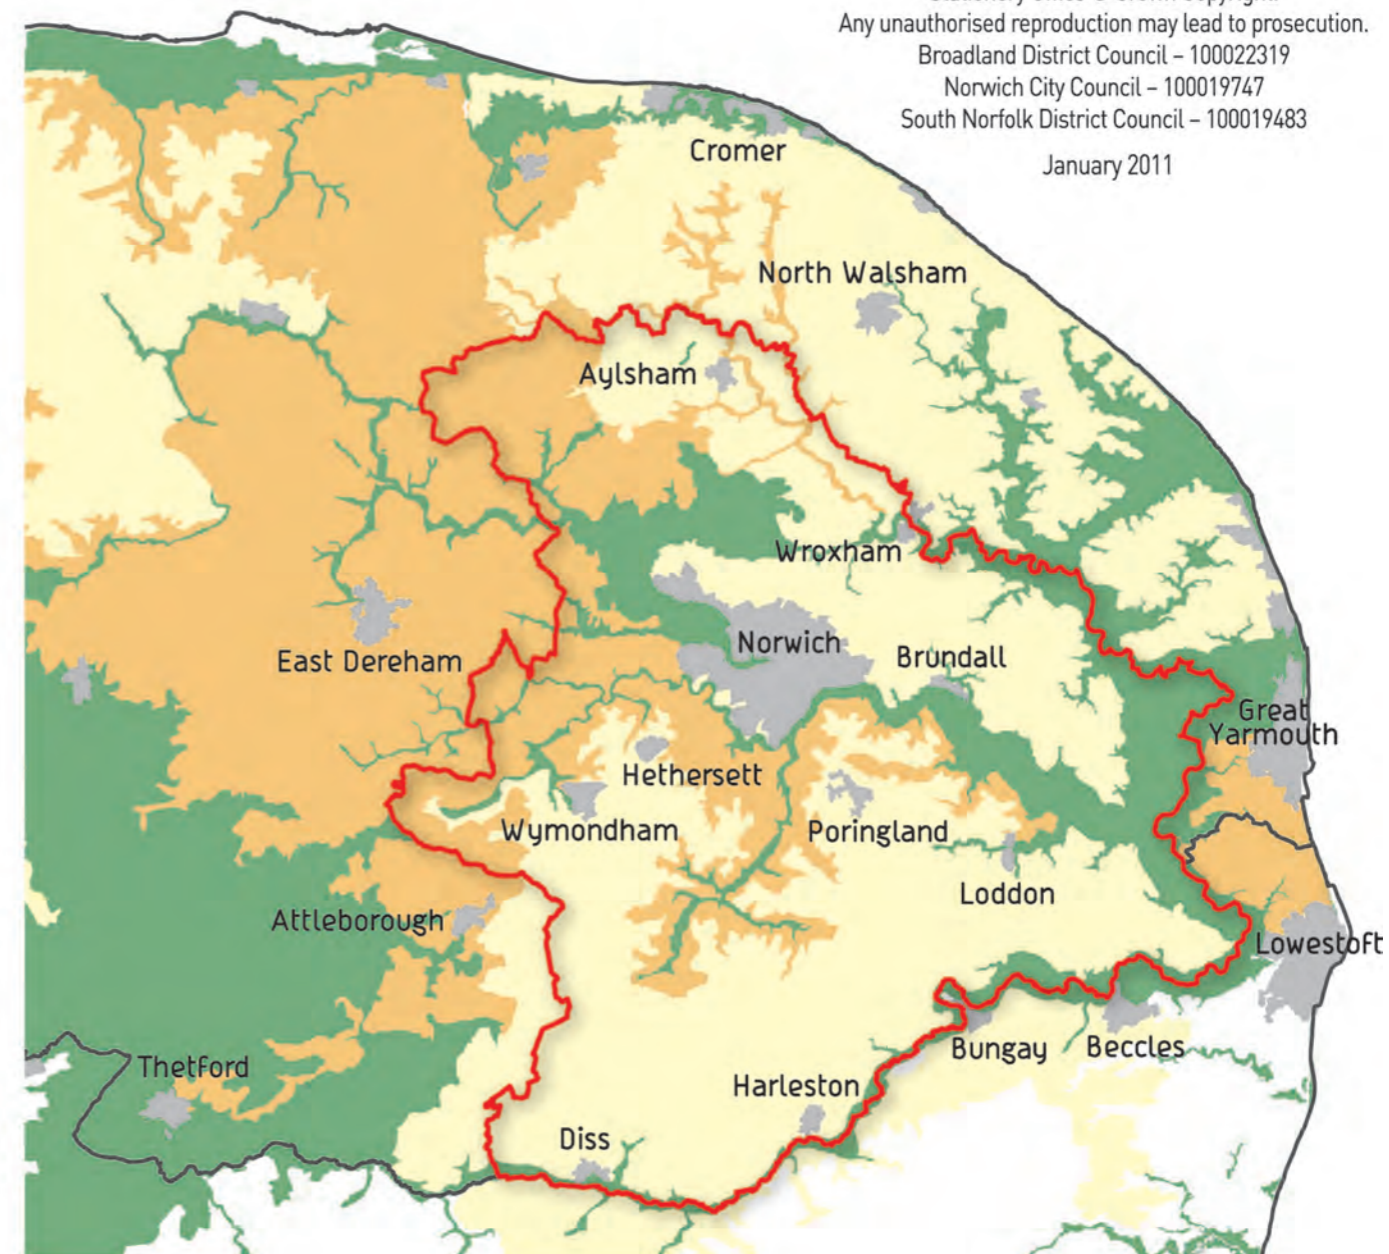 Any unauthorised reproduction may lead to prosecution.
Broadland District Council – 100022319
Norwich City Council – 100019747
South Norfolk District Council – 100019483
January 2011
Cromer
North Walsham
Aylsham
Wroxham
Norwich
Brundall
East Dereham
Great
Yarmouth
Hethersett
Wymondham
Poringland
Loddon
Attleborough
Lowestoft
Bungay
Beccles
Thetford
Harleston
Diss